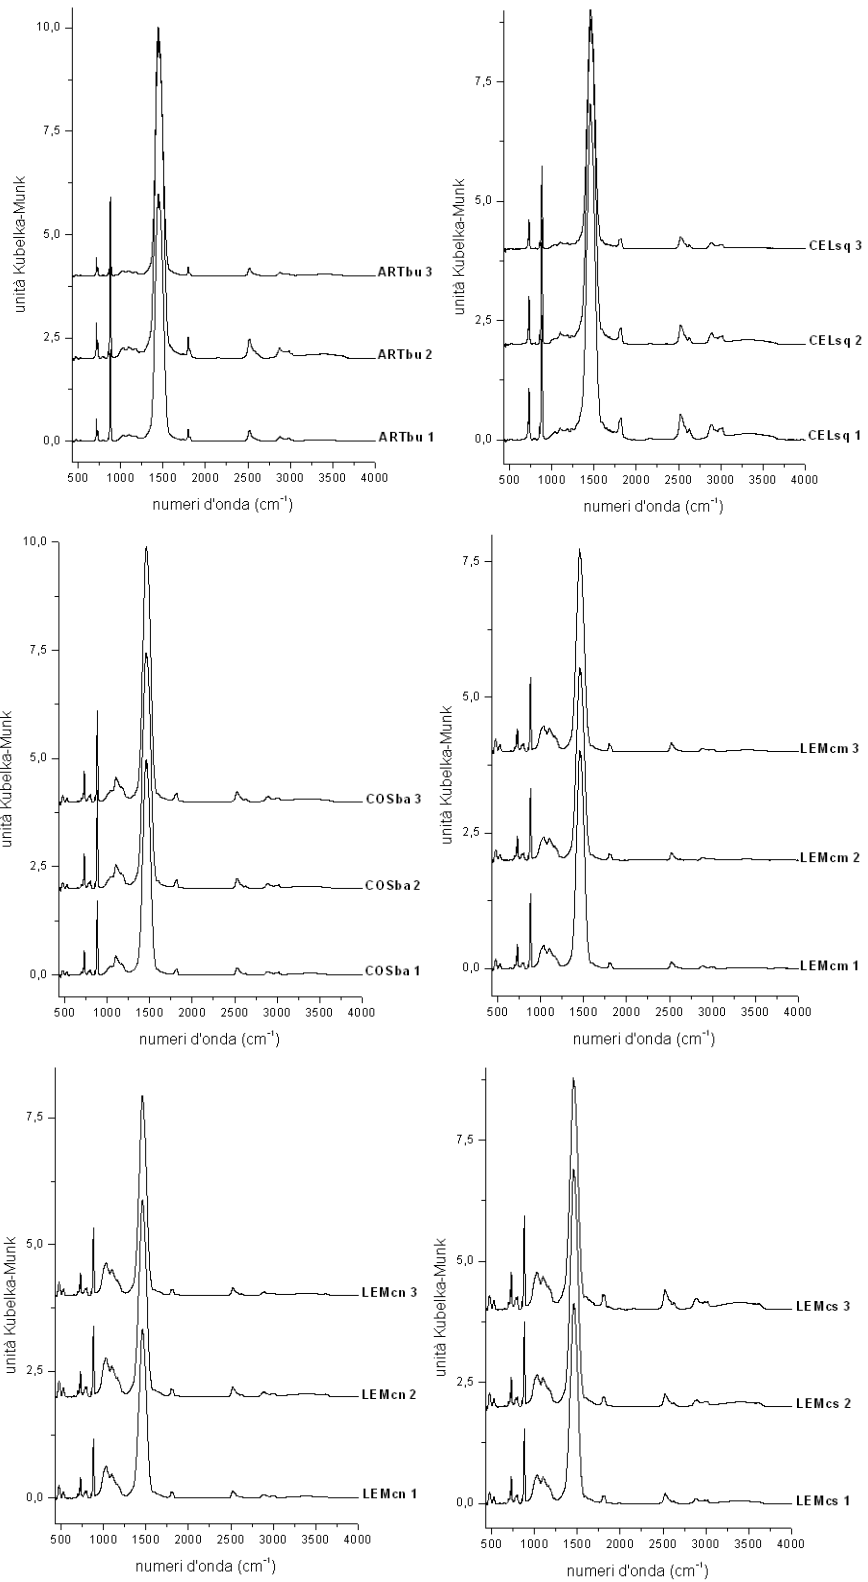 10,0
7,5
5,0
2,5
0,0
unità Kubelka-Munk
ARTbu 3
ARTbu 2
ARTbu 1
500 1000 1500 2000 2500 3000 3500 4000
numeri d'onda (cm⁻¹)
7,5
5,0
2,5
0,0
unità Kubelka-Munk
CELsq 3
CELsq 2
CELsq 1
500 1000 1500 2000 2500 3000 3500 4000
numeri d'onda (cm⁻¹)
10,0
7,5
5,0
2,5
0,0
unità Kubelka-Munk
COSba 3
COSba 2
COSba 1
500 1000 1500 2000 2500 3000 3500 4000
numeri d'onda (cm⁻¹)
7,5
5,0
2,5
0,0
unità Kubelka-Munk
LEMcm 3
LEMcm 2
LEMcm 1
500 1000 1500 2000 2500 3000 3500 4000
numeri d'onda (cm⁻¹)
7,5
5,0
2,5
0,0
unità Kubelka-Munk
LEMcn 3
LEMcn 2
LEMcn 1
500 1000 1500 2000 2500 3000 3500 4000
numeri d'onda (cm⁻¹)
7,5
5,0
2,5
0,0
unità Kubelka-Munk
LEMcs 3
LEMcs 2
LEMcs 1
500 1000 1500 2000 2500 3000 3500 4000
numeri d'onda (cm⁻¹)